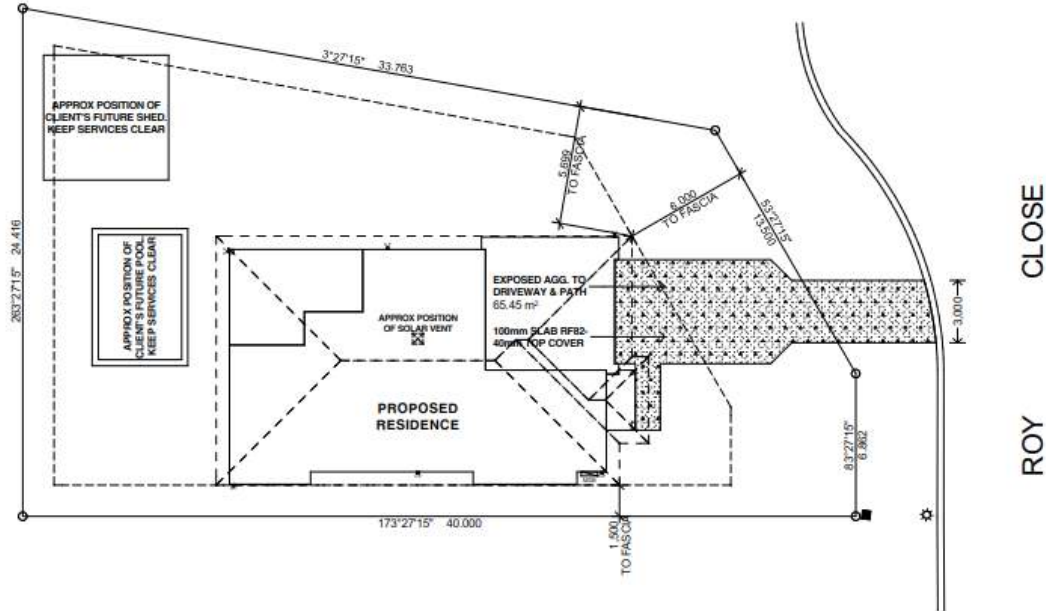 3°27'15" 33.763
APPROX POSITION OF
CLIENT'S FUTURE SHED.
KEEP SERVICES CLEAR
5.699
TO FASCIA
6.000
TO FASCIA
53°27'15"
13.500
CLOSE
263°27'15" 24.416
APPROX POSITION OF
CLIENT'S FUTURE POOL.
KEEP SERVICES CLEAR
EXPOSED AGG. TO
DRIVEWAY & PATH
65.45 m²
3.000
APPROX POSITION
OF SOLAR VENT
100mm SLAB RF82-
40mm TOP COVER
PROPOSED
RESIDENCE
ROY
83°27'15"
6.862
173°27'15" 40.000
1.500
TO FASCIA